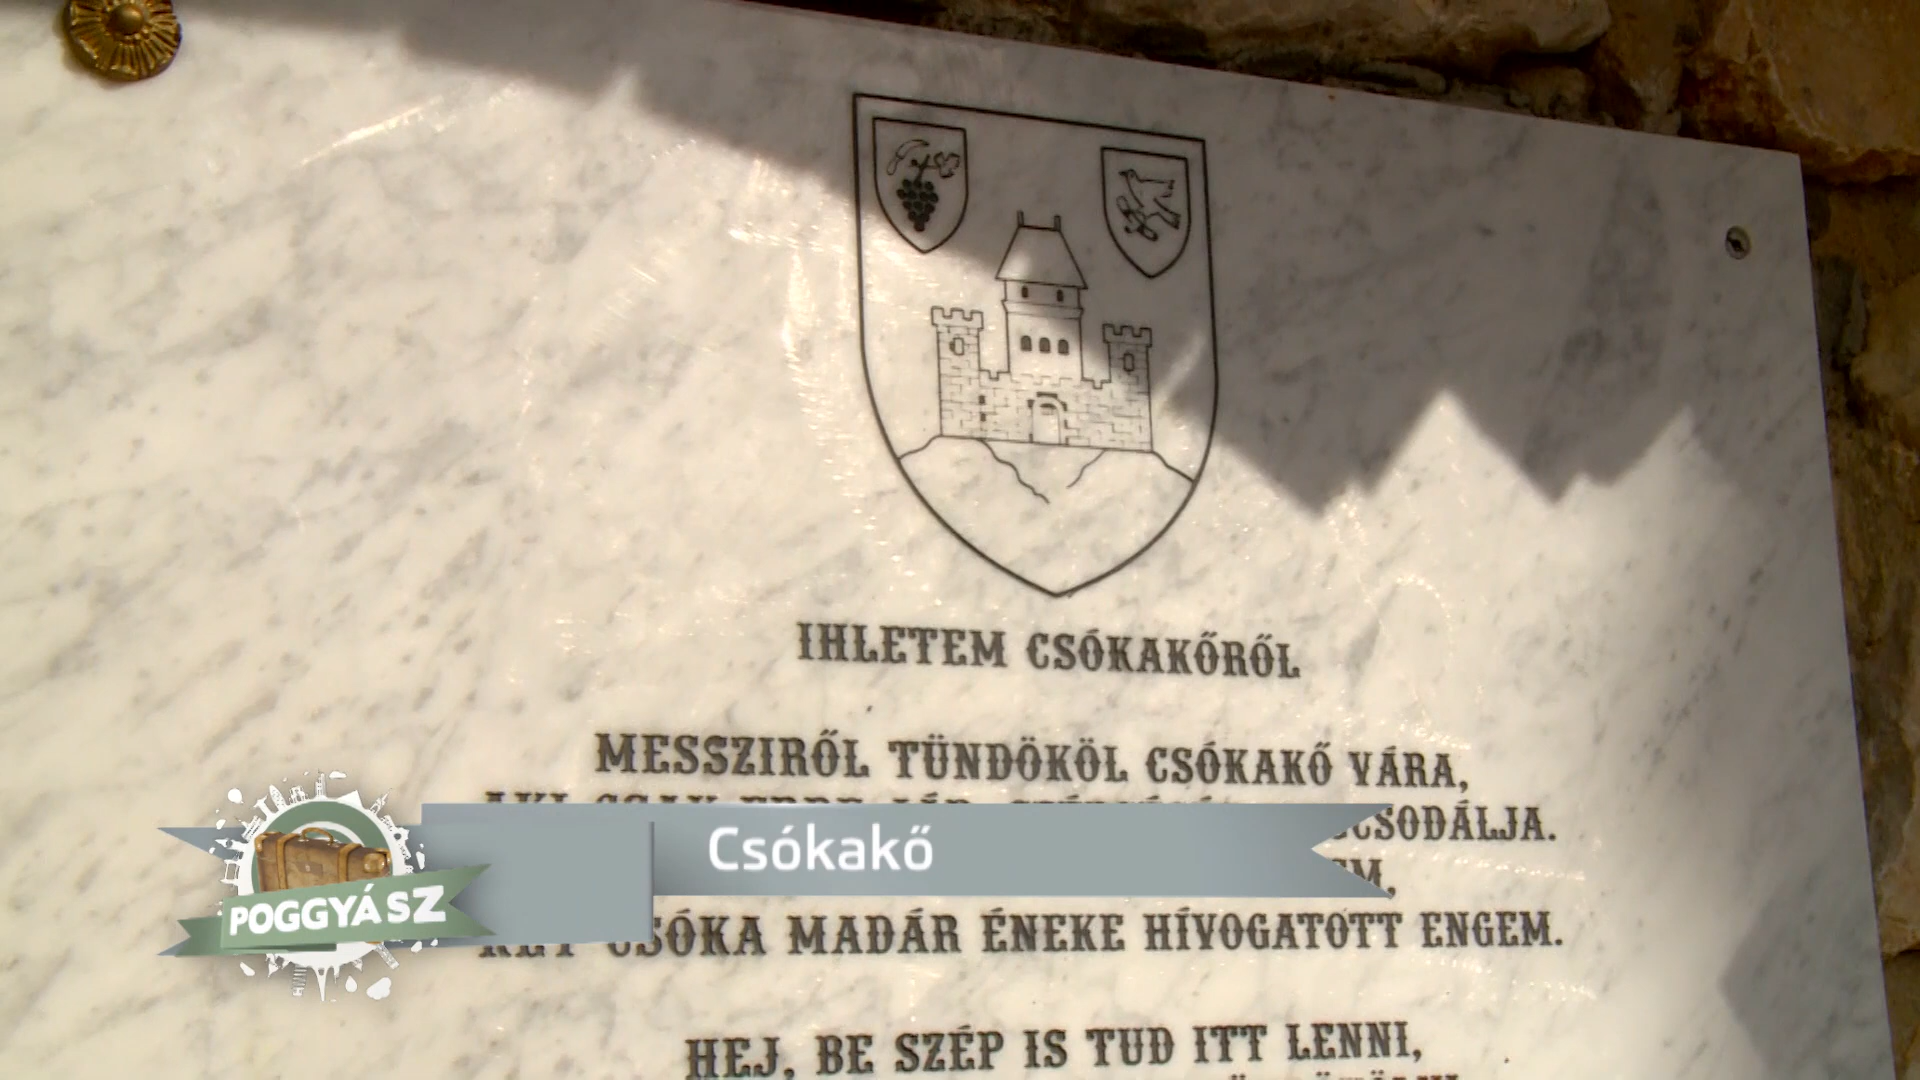 IHLETEM CSÓKAKŐRŐL
MESSZIRŐL TÜNDÖKÖL CSÓKAKŐ VÁRA,
AKI CSAK ERRE JÁR,
Csókakő
POGGYÁSZ
CSÓKA MADÁR ÉNEKE HÍVOGATOTT ENGEM.
HEJ, BE SZÉP IS TUD ITT LENNI,